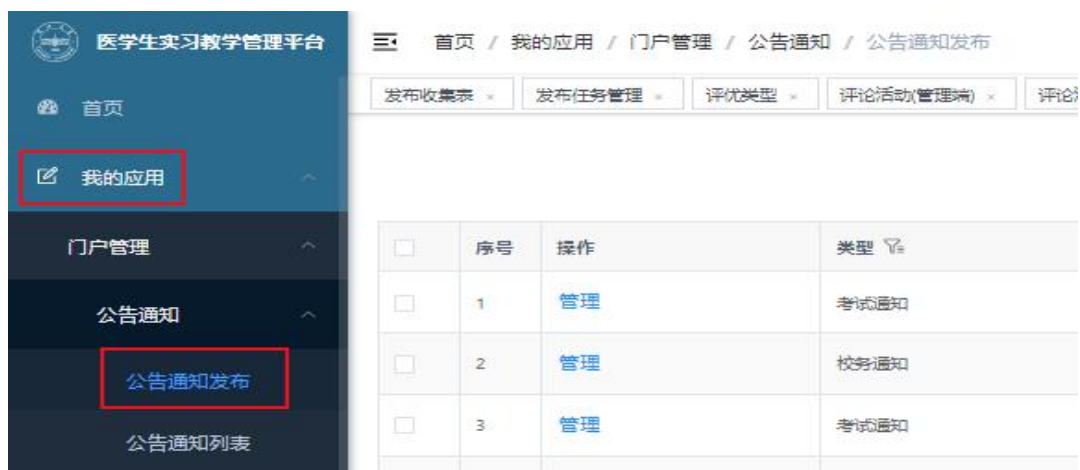 医学生实习教学管理平台
首页 / 我的应用 / 门户管理 / 公告通知 / 公告通知发布
首页
发布收集表 × 发布任务管理 × 评优类型 × 评论活动(管理端) × 评论
我的应用
门户管理
序号 操作 类型
公告通知
1 管理 考试通知
公告通知发布
2 管理 校务通知
公告通知列表
3 管理 考试通知